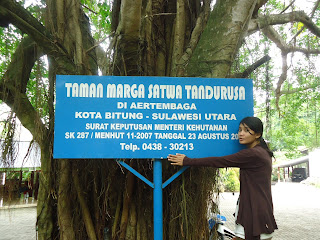 TAMAN MARGA SATWA TANDURUSA
DI AERTEMBAGA
KOTA BITUNG - SULAWESI UTARA
SURAT KEPUTUSAN MENTERI KEHUTANAN
SK 287 / MENHUT 11-2007 TANGGAL 23 AGUSTUS
Telp. 0438 - 30213